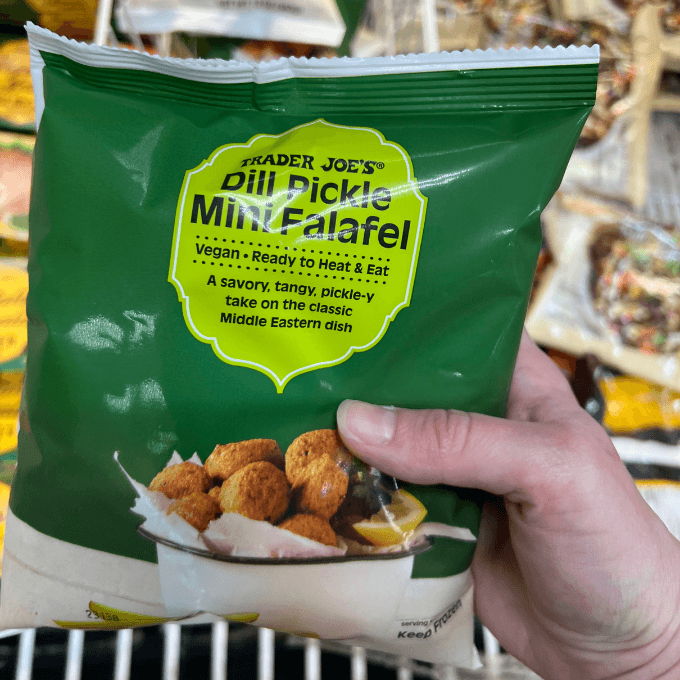 TRADER JOE'S®
Dill Pickle
Mini Falafel
Vegan • Ready to Heat & Eat
A savory, tangy, pickle-y
take on the classic
Middle Eastern dish
serving
Keep Frozen